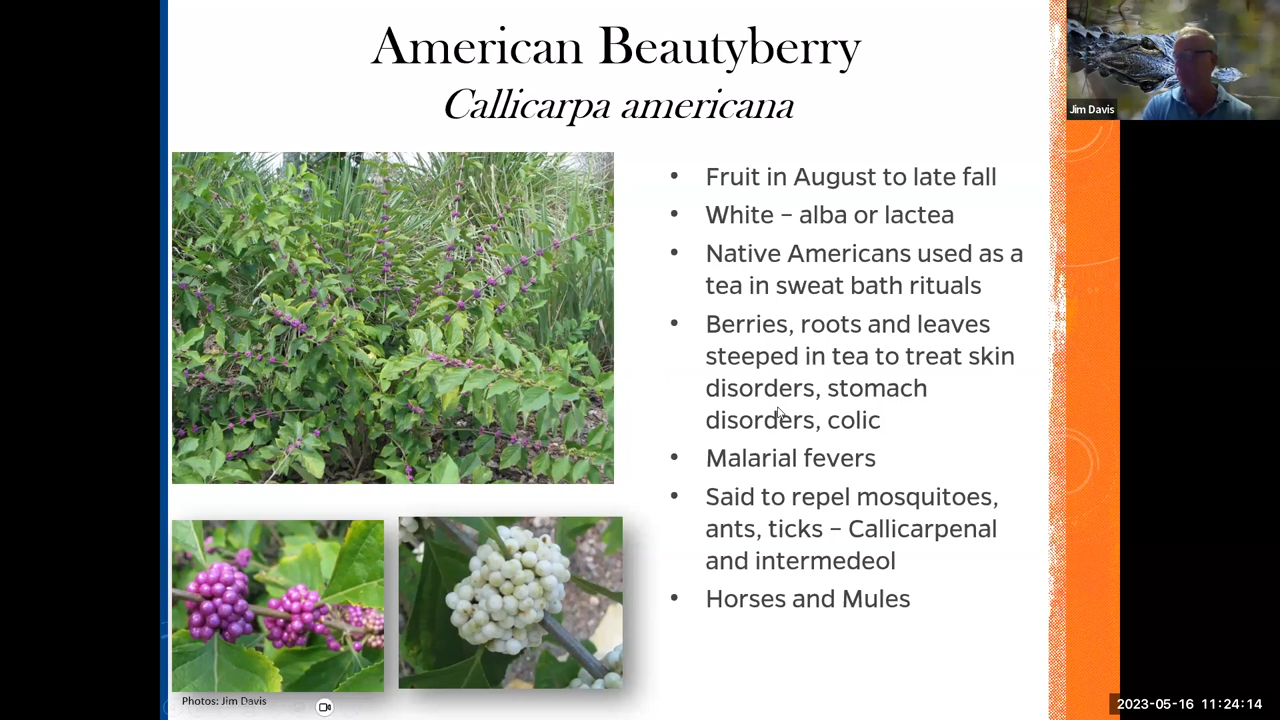 American Beautyberry
Callicarpa americana
Jim Davis
• Fruit in August to late fall
• White – alba or lactea
• Native Americans used as a
tea in sweat bath rituals
• Berries, roots and leaves
steeped in tea to treat skin
disorders, stomach
disorders, colic
• Malarial fevers
• Said to repel mosquitoes,
ants, ticks – Callicarpenal
and intermedeol
• Horses and Mules
Photos: Jim Davis
2023-05-16 11:24:14